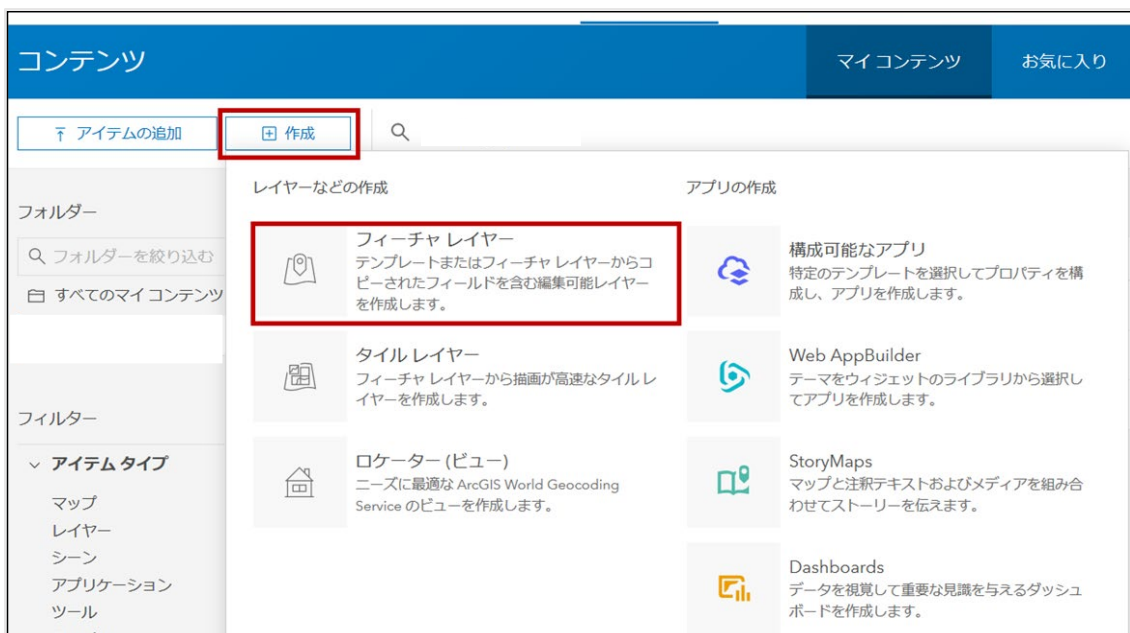 コンテンツ
マイ コンテンツ
お気に入り
アイテムの追加
作成
フォルダー
フォルダーを絞り込む
すべてのマイ コンテンツ
フィルター
アイテム タイプ
マップ
レイヤー
シーン
アプリケーション
ツール
レイヤーなどの作成
フィーチャ レイヤー
テンプレートまたはフィーチャ レイヤーからコ
ピーされたフィールドを含む編集可能レイヤー
を作成します。
タイル レイヤー
フィーチャ レイヤーから描画が高速なタイル レ
イヤーを作成します。
ロケーター (ビュー)
ニーズに最適な ArcGIS World Geocoding
Service のビューを作成します。
アプリの作成
構成可能なアプリ
特定のテンプレートを選択してプロパティを構
成し、アプリを作成します。
Web AppBuilder
テーマをウィジェットのライブラリから選択し
てアプリを作成します。
StoryMaps
マップと注釈テキストおよびメディアを組み合
わせてストーリーを伝えます。
Dashboards
データを視覚して重要な見識を与えるダッシュ
ボードを作成します。